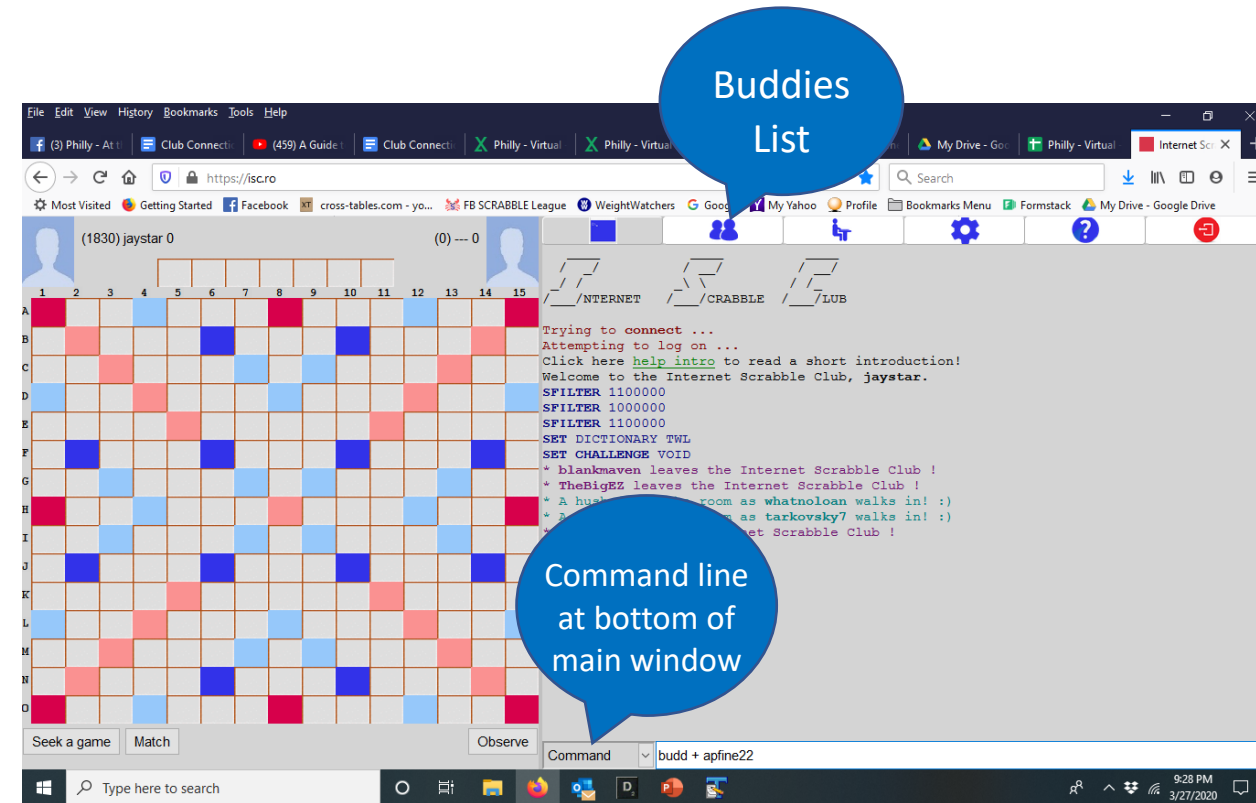 Buddies
List
File Edit View History Bookmarks Tools Help
(3) Philly - At t
Club Connectic
(459) A Guide t
Club Connectic
Philly - Virtual
Philly - Virtual
My Drive - Goo
Philly - Virtual
Internet Scr
https://isc.ro
Search
Most Visited Getting Started Facebook cross-tables.com - yo... FB SCRABBLE League WeightWatchers My Yahoo Profile Bookmarks Menu Formstack My Drive - Google Drive
(1830) jaystar 0 (0) --- 0
1 2 3 4 5 6 7 8 9 10 11 12 13 14 15
A
B
C
D
E
F
G
H
I
J
K
L
M
N
O
/___/NTERNET /___/CRABBLE /___/LUB
Trying to connect ...
Attempting to log on ...
Click here help intro to read a short introduction!
Welcome to the Internet Scrabble Club, jaystar.
SFILTER 1100000
SFILTER 1000000
SFILTER 1100000
SET DICTIONARY TWL
SET CHALLENGE VOID
* blankmaven leaves the Internet Scrabble Club !
* TheBigEZ leaves the Internet Scrabble Club !
* A room as whatnoloan walks in! :)
* as tarkovsky7 walks in! :)
* Scrabble Club !
Command line
at bottom of
main window
Seek a game Match Observe
Command budd + apfine22
Type here to search
9:28 PM
3/27/2020